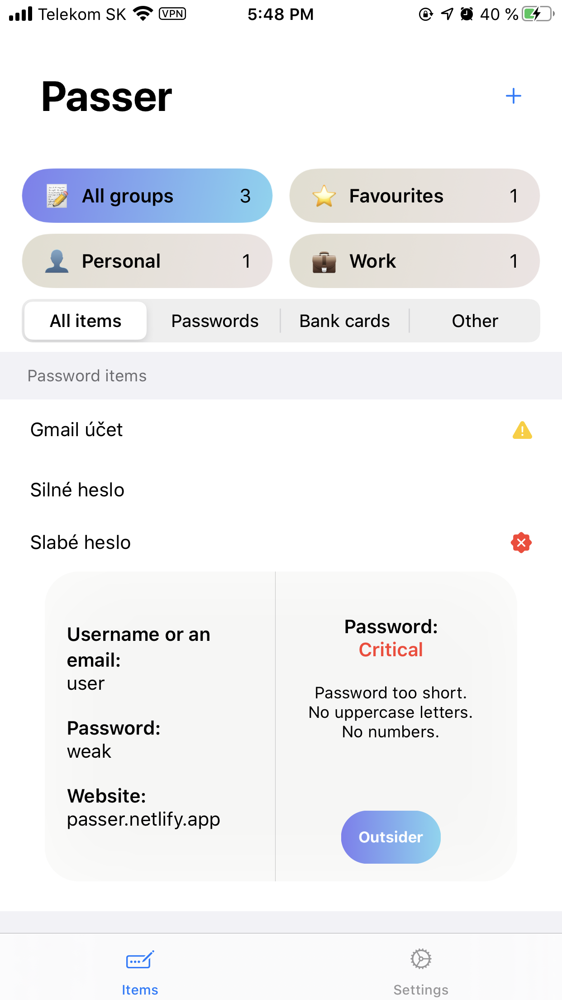 Telekom SK VPN 5:48 PM 40 %
Passer
All groups 3
Favourites 1
Personal 1
Work 1
All items Passwords Bank cards Other
Password items
Gmail účet
Silné heslo
Slabé heslo
Username or an
email:
user
Password:
weak
Website:
passer.netlify.app
Password:
Critical
Password too short.
No uppercase letters.
No numbers.
Outsider
Items
Settings